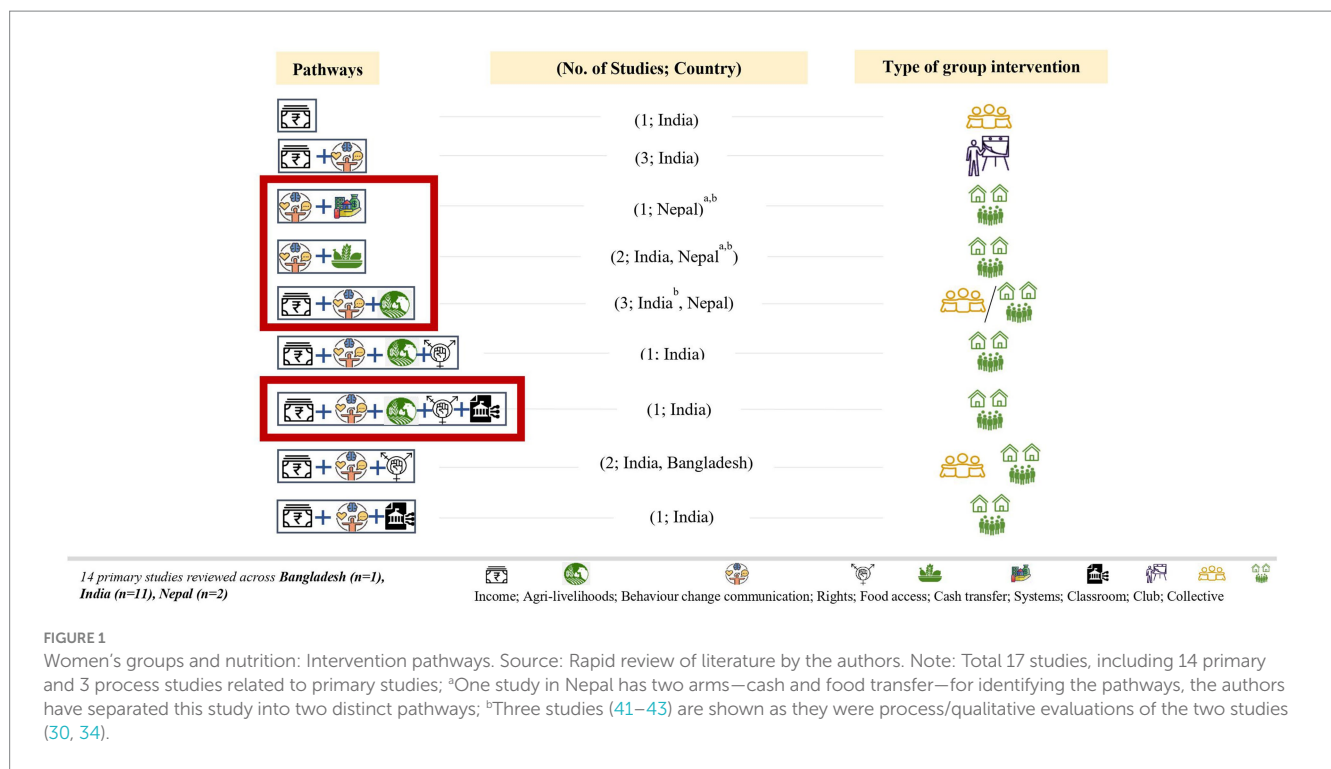 Pathways (No. of Studies; Country) Type of group intervention
(1; India)
(3; India)
(1; Nepal)a,b
(2; India, Nepala,b)
(3; Indiab, Nepal)
(1; India)
(1; India)
(2; India, Bangladesh)
(1; India)
14 primary studies reviewed across Bangladesh (n=1),
India (n=11), Nepal (n=2)
Income; Agri-livelihoods; Behaviour change communication; Rights; Food access; Cash transfer; Systems; Classroom; Club; Collective
FIGURE 1
Women's groups and nutrition: Intervention pathways. Source: Rapid review of literature by the authors. Note: Total 17 studies, including 14 primary
and 3 process studies related to primary studies; aOne study in Nepal has two arms—cash and food transfer—for identifying the pathways, the authors
have separated this study into two distinct pathways; bThree studies (41–43) are shown as they were process/qualitative evaluations of the two studies
(30, 34).